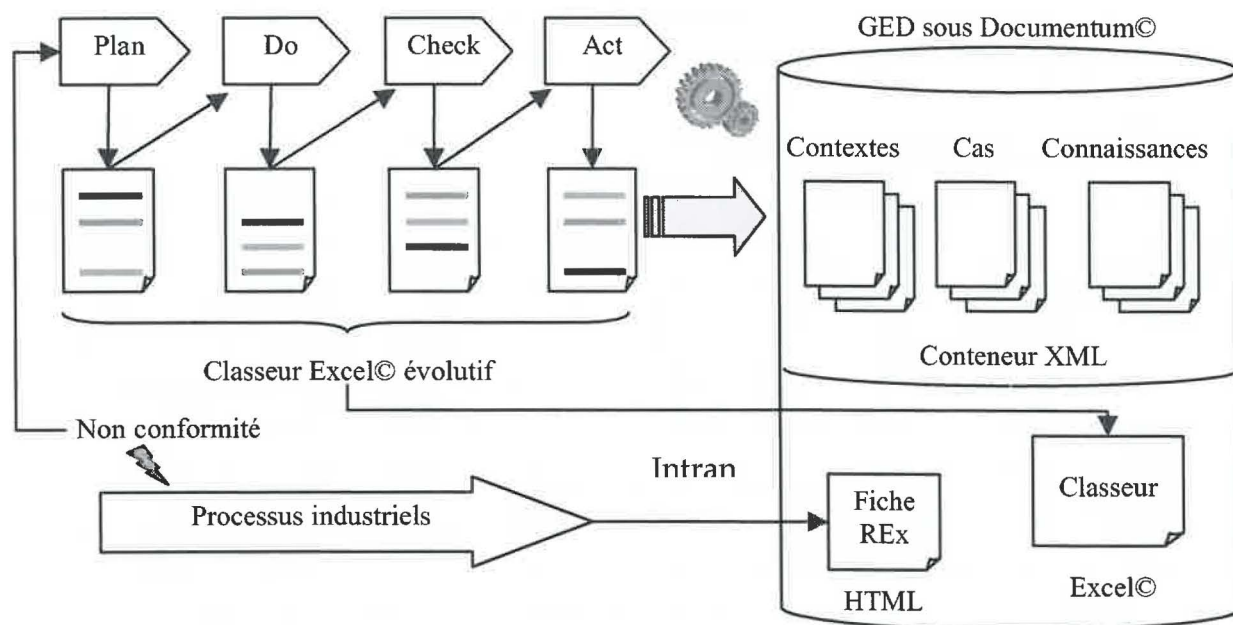 Plan
Do
Check
Act
GED sous Documentum©
Contextes
Cas
Connaissances
Conteneur XML
Classeur Excel© évolutif
Non conformité
Intran
Processus industriels
Fiche
REx
Classeur
HTML
Excel©